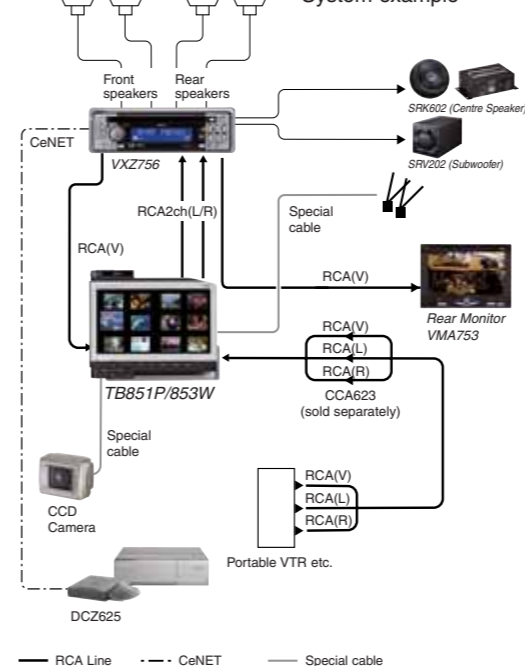 System example
Front
speakers
Rear
speakers
SRK602 (Centre Speaker)
CeNET
VXZ756
SRV202 (Subwoofer)
RCA2ch(L/R)
Special
cable
RCA(V)
RCA(V)
Rear Monitor
VMA753
RCA(V)
RCA(L)
RCA(R)
CCA623
(sold separately)
TB851P/853W
Special
cable
CCD
Camera
RCA(V)
RCA(L)
RCA(R)
Portable VTR etc.
DCZ625
RCA Line
CeNET
Special cable